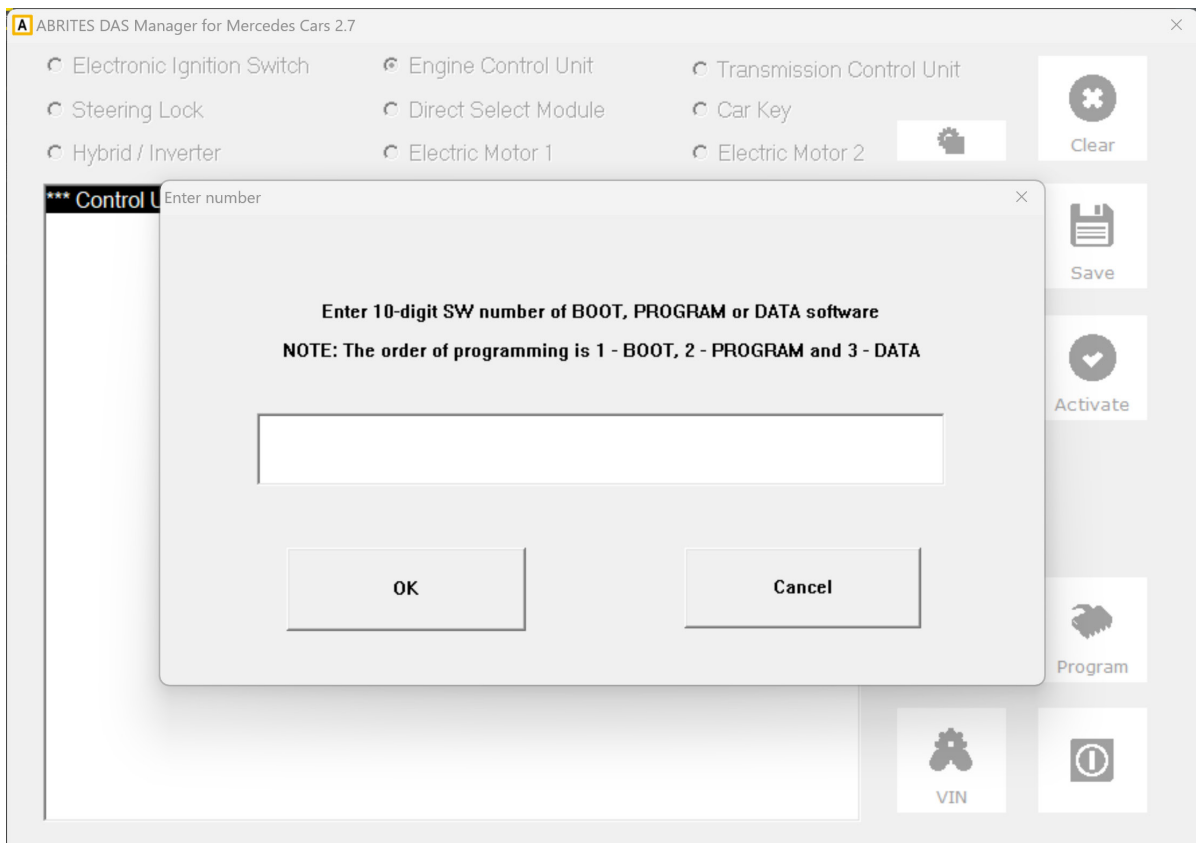 A ABRITES DAS Manager for Mercedes Cars 2.7
Electronic Ignition Switch
Engine Control Unit
Transmission Control Unit
Steering Lock
Direct Select Module
Car Key
Hybrid / Inverter
Electric Motor 1
Electric Motor 2
Clear
*** Control U
Enter number
Save
Enter 10-digit SW number of BOOT, PROGRAM or DATA software
NOTE: The order of programming is 1 - BOOT, 2 - PROGRAM and 3 - DATA
Activate
OK
Cancel
Program
VIN